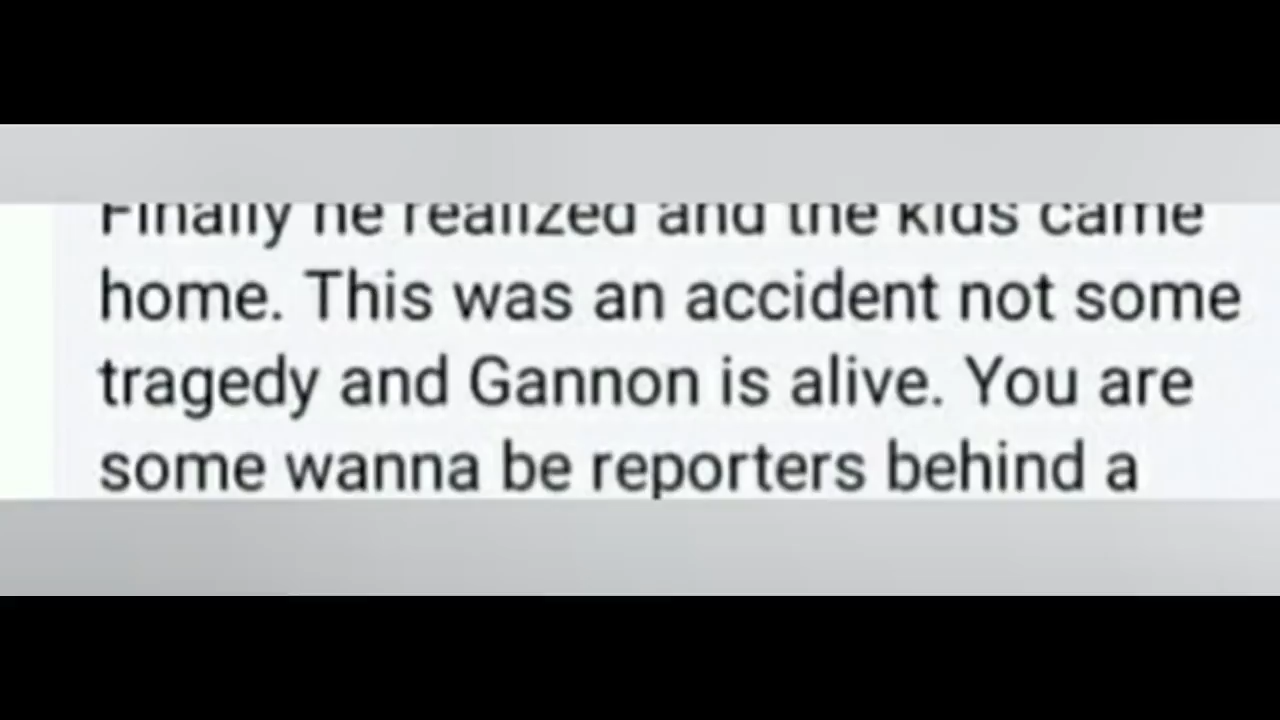 Finally he realized and the kids came
home. This was an accident not some
tragedy and Gannon is alive. You are
some wanna be reporters behind a